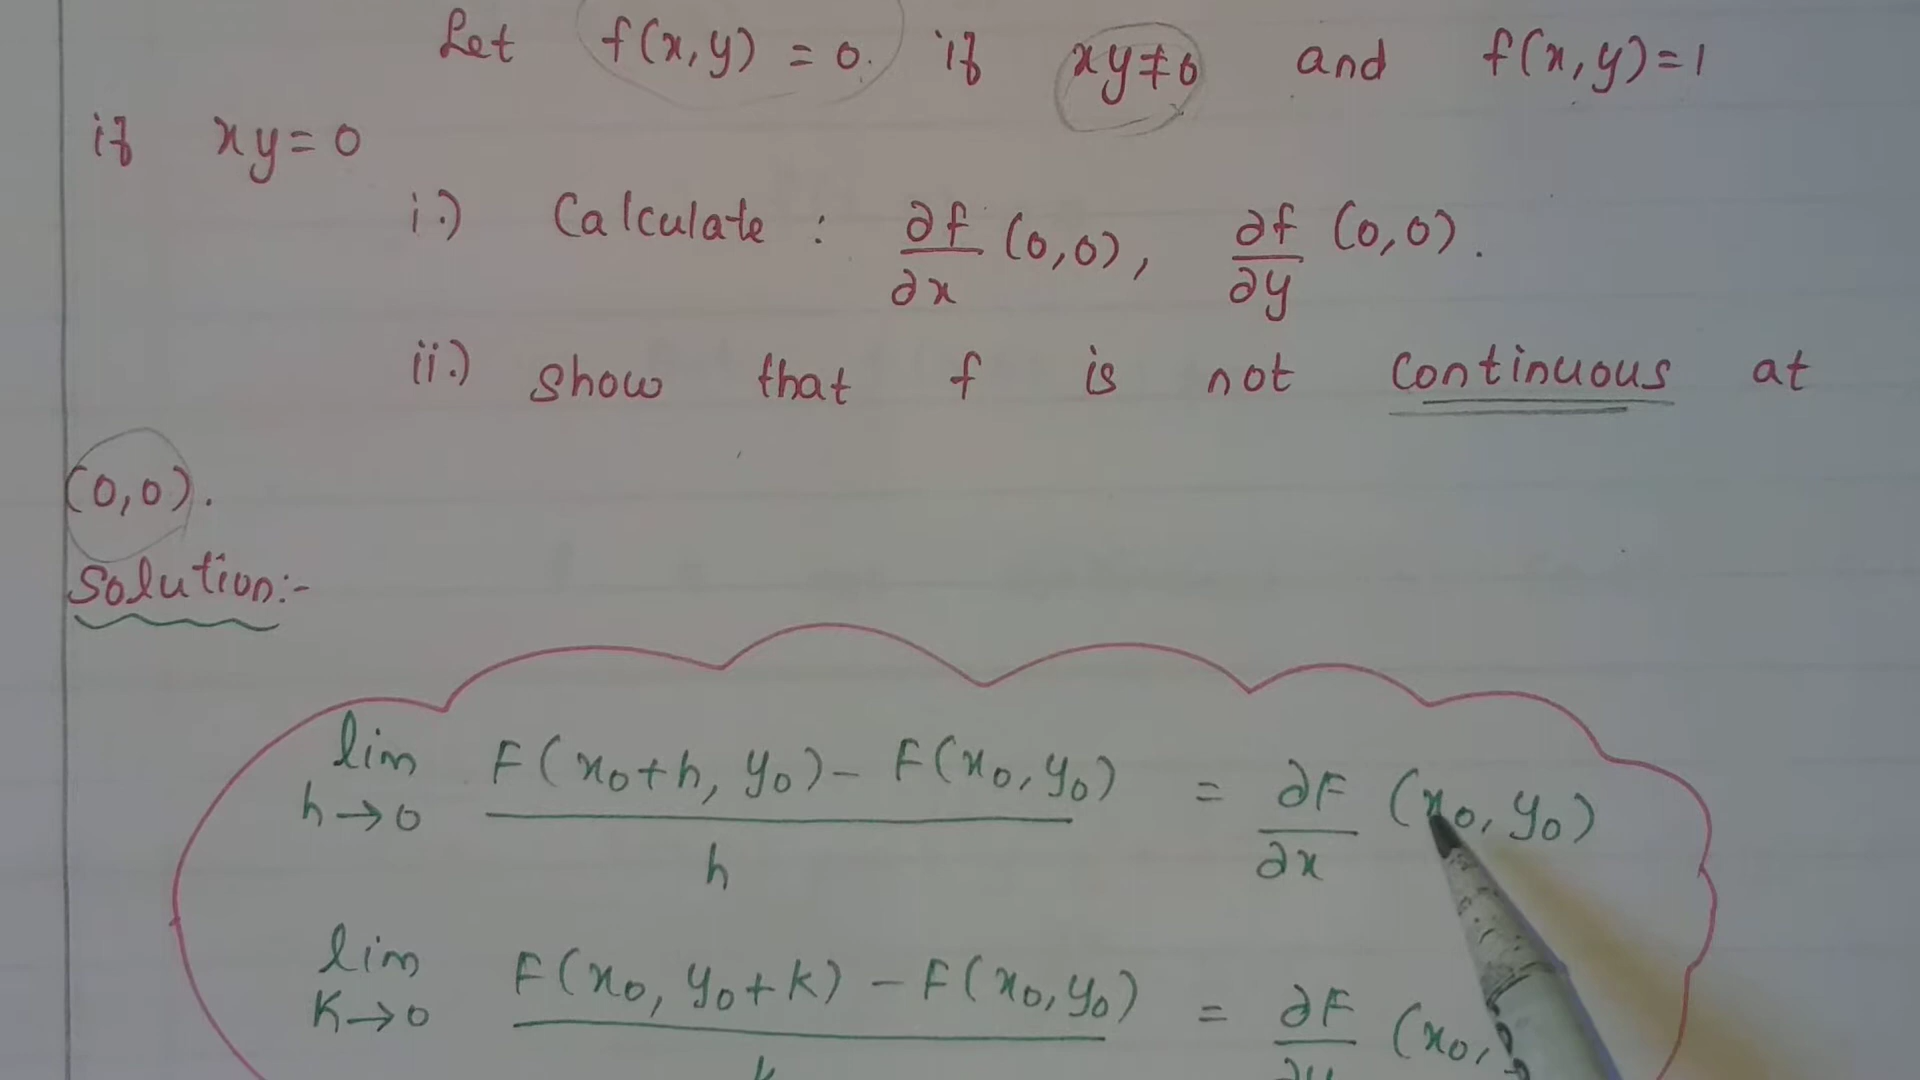 Let f(x,y) = 0. if xy≠0 and f(x,y)=1
if xy=0
i.) Calculate : ∂f/∂x (0,0), ∂f/∂y (0,0).
ii.) Show that f is not continuous at
(0,0).
Solution:-
lim h→0 F(x₀+h, y₀) - F(x₀, y₀) / h = ∂F/∂x (x₀, y₀)
lim K→0 F(x₀, y₀+K) - F(x₀, y₀) = ∂F (x₀,